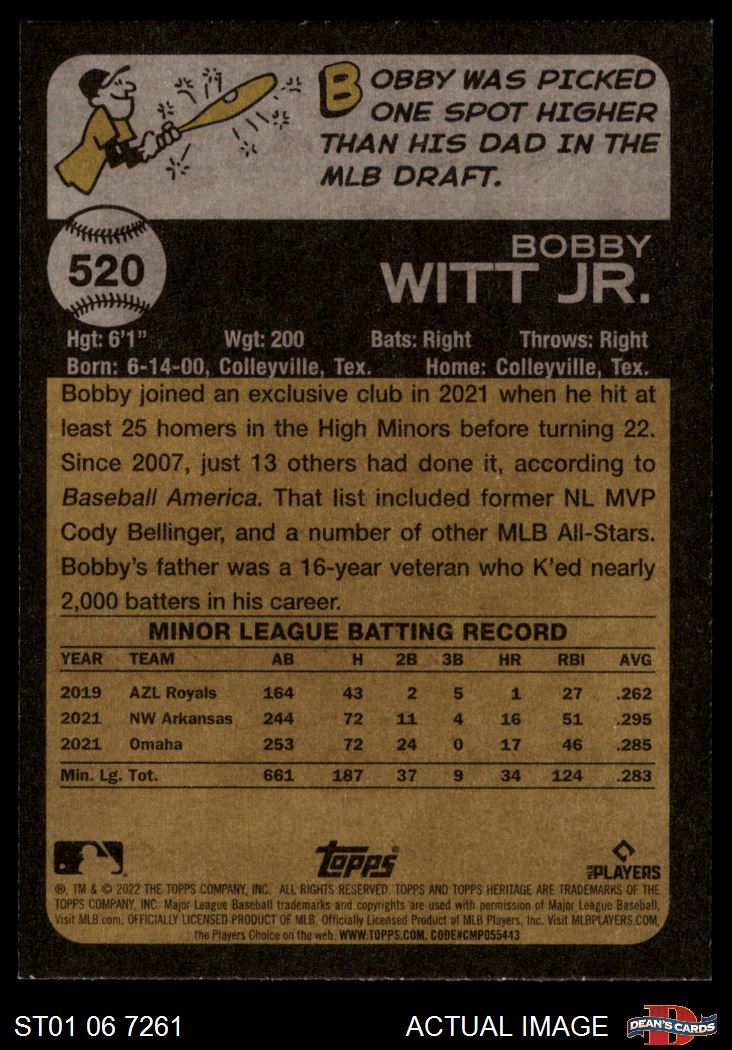 BOBBY WAS PICKED
ONE SPOT HIGHER
THAN HIS DAD IN THE
MLB DRAFT.
520
BOBBY
WITT JR.
Hgt: 6'1" Wgt: 200 Bats: Right Throws: Right
Born: 6-14-00, Colleyville, Tex. Home: Colleyville, Tex.
Bobby joined an exclusive club in 2021 when he hit at
least 25 homers in the High Minors before turning 22.
Since 2007, just 13 others had done it, according to
Baseball America. That list included former NL MVP
Cody Bellinger, and a number of other MLB All-Stars.
Bobby's father was a 16-year veteran who K'ed nearly
2,000 batters in his career.
MINOR LEAGUE BATTING RECORD
YEAR TEAM AB H 2B 3B HR RBI AVG
2019 AZL Royals 164 43 2 5 1 27 .262
2021 NW Arkansas 244 72 11 4 16 51 .295
2021 Omaha 253 72 24 0 17 46 .285
Min. Lg. Tot. 661 187 37 9 34 124 .283
Topps® MLB PLAYERS
®, TM & © 2022 THE TOPPS COMPANY, INC. ALL RIGHTS RESERVED. TOPPS AND TOPPS HERITAGE ARE TRADEMARKS OF THE
TOPPS COMPANY, INC. Major League Baseball trademarks and copyrights are used with permission of Major League Baseball.
Visit MLB.com. OFFICIALLY LICENSED PRODUCT OF MLB. Officially Licensed Product of MLB Players, Inc. Visit MLBPLAYERS.COM,
the Players Choice on the web. WWW.TOPPS.COM. CODE#CMP055443
ST01 06 7261 ACTUAL IMAGE DEAN'S CARDS